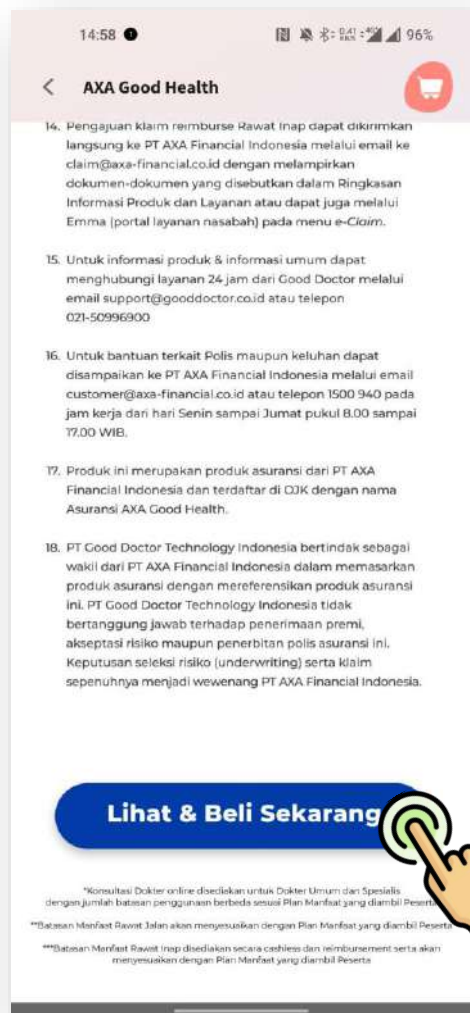 14:58
0.41 KB/S 4G 96%
AXA Good Health
14. Pengajuan klaim reimburse Rawat Inap dapat dikirimkan
langsung ke PT AXA Financial Indonesia melalui email ke
claim@axa-financial.co.id dengan melampirkan
dokumen-dokumen yang disebutkan dalam Ringkasan
Informasi Produk dan Layanan atau dapat juga melalui
Emma (portal layanan nasabah) pada menu e-Claim.
15. Untuk informasi produk & informasi umum dapat
menghubungi layanan 24 jam dari Good Doctor melalui
email support@gooddoctor.co.id atau telepon
021-50996900
16. Untuk bantuan terkait Polis maupun keluhan dapat
disampaikan ke PT AXA Financial Indonesia melalui email
customer@axa-financial.co.id atau telepon 1500 940 pada
jam kerja dari hari Senin sampai Jumat pukul 8.00 sampai
17.00 WIB.
17. Produk ini merupakan produk asuransi dari PT AXA
Financial Indonesia dan terdaftar di OJK dengan nama
Asuransi AXA Good Health.
18. PT Good Doctor Technology Indonesia bertindak sebagai
wakil dari PT AXA Financial Indonesia dalam memasarkan
produk asuransi dengan mereferensikan produk asuransi
ini. PT Good Doctor Technology Indonesia tidak
bertanggung jawab terhadap penerimaan premi,
akseptasi risiko maupun penerbitan polis asuransi ini.
Keputusan seleksi risiko (underwriting) serta klaim
sepenuhnya menjadi wewenang PT AXA Financial Indonesia.
Lihat & Beli Sekarang
*Konsultasi Dokter online disediakan untuk Dokter Umum dan Spesialis
dengan jumlah batasan penggunaan berbeda sesuai Plan Manfaat yang diambil Peserta
**Batasan Manfaat Rawat Jalan akan menyesuaikan dengan Plan Manfaat yang diambil Peserta
***Batasan Manfaat Rawat Inap disediakan secara cashless dan reimbursement serta akan
menyesuaikan dengan Plan Manfaat yang diambil Peserta